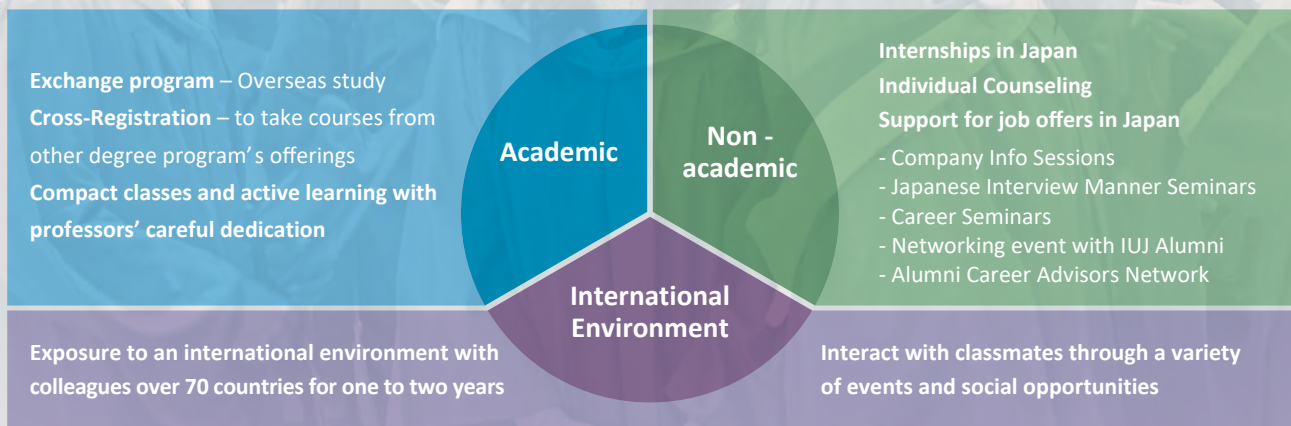 Exchange program – Overseas study
Cross-Registration – to take courses from
other degree program’s offerings
Compact classes and active learning with
professors’ careful dedication
Academic
Non -
academic
Internships in Japan
Individual Counseling
Support for job offers in Japan
- Company Info Sessions
- Japanese Interview Manner Seminars
- Career Seminars
- Networking event with IUJ Alumni
- Alumni Career Advisors Network
International
Environment
Exposure to an international environment with
colleagues over 70 countries for one to two years
Interact with classmates through a variety
of events and social opportunities